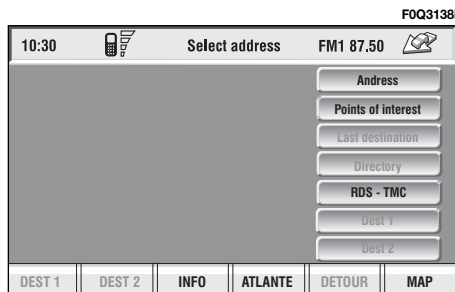 F0Q3138i
10:30 Select address FM1 87.50
Andress
Points of interest
Last destination
Directory
RDS - TMC
Dest 1
Dest 2
DEST 1 DEST 2 INFO ATLANTE DETOUR MAP